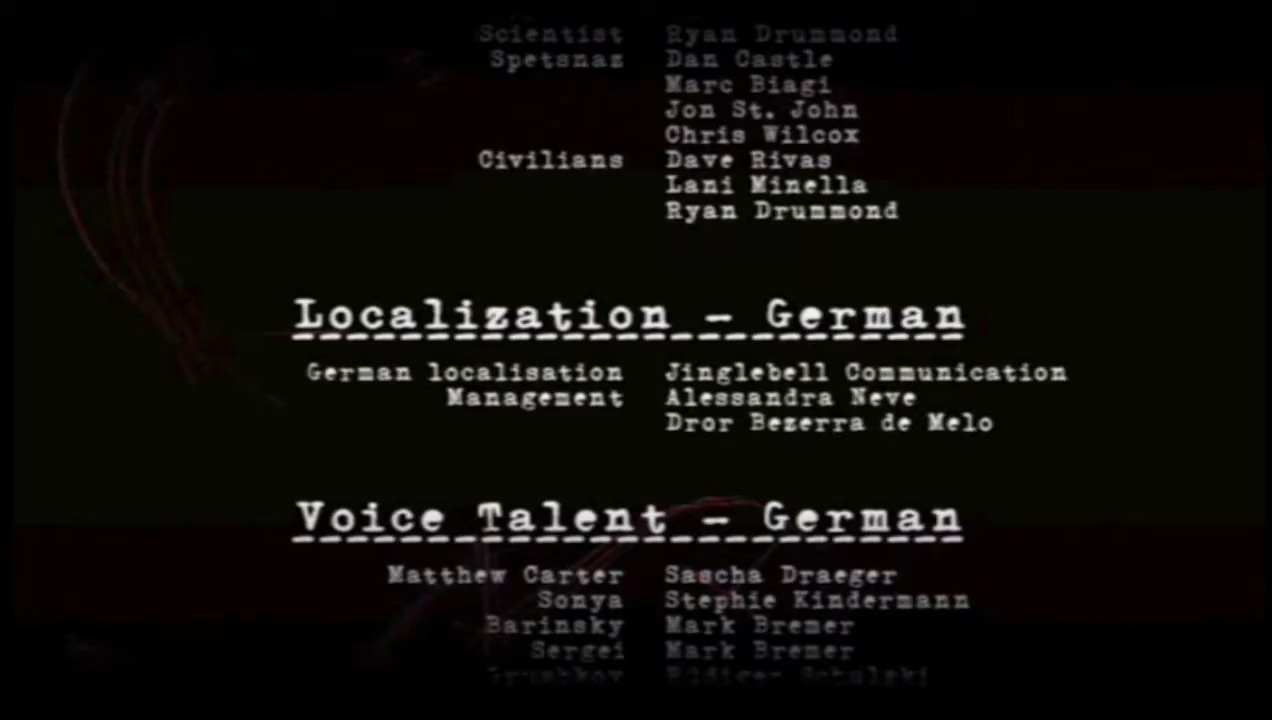 Scientist Ryan Drummond
Spetsnaz Dan Castle
Marc Biagi
Jon St. John
Chris Wilcox
Civilians Dave Rivas
Lani Minella
Ryan Drummond
Localization - German
German localisation Jinglebell Communication
Management Alessandra Neve
Dror Bezerra de Melo
Voice Talent - German
Matthew Carter Sascha Draeger
Sonya Stephie Kindermann
Barinsky Mark Bremer
Sergei Mark Bremer
Rüdiger Schulzki